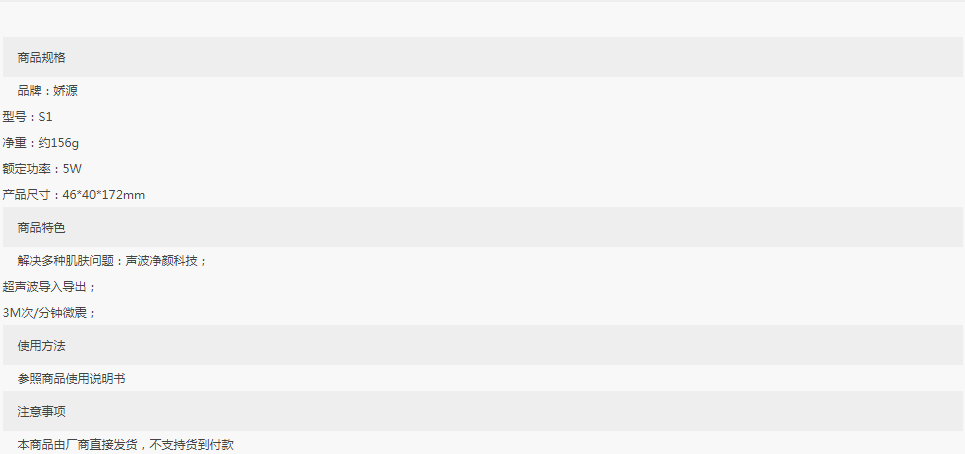 商品规格
品牌：娇源
型号：S1
净重：约156g
额定功率：5W
产品尺寸：46*40*172mm
商品特色
解决多种肌肤问题：声波净颜科技；
超声波导入导出；
3M次/分钟微震；
使用方法
参照商品使用说明书
注意事项
本商品由厂商直接发货，不支持货到付款